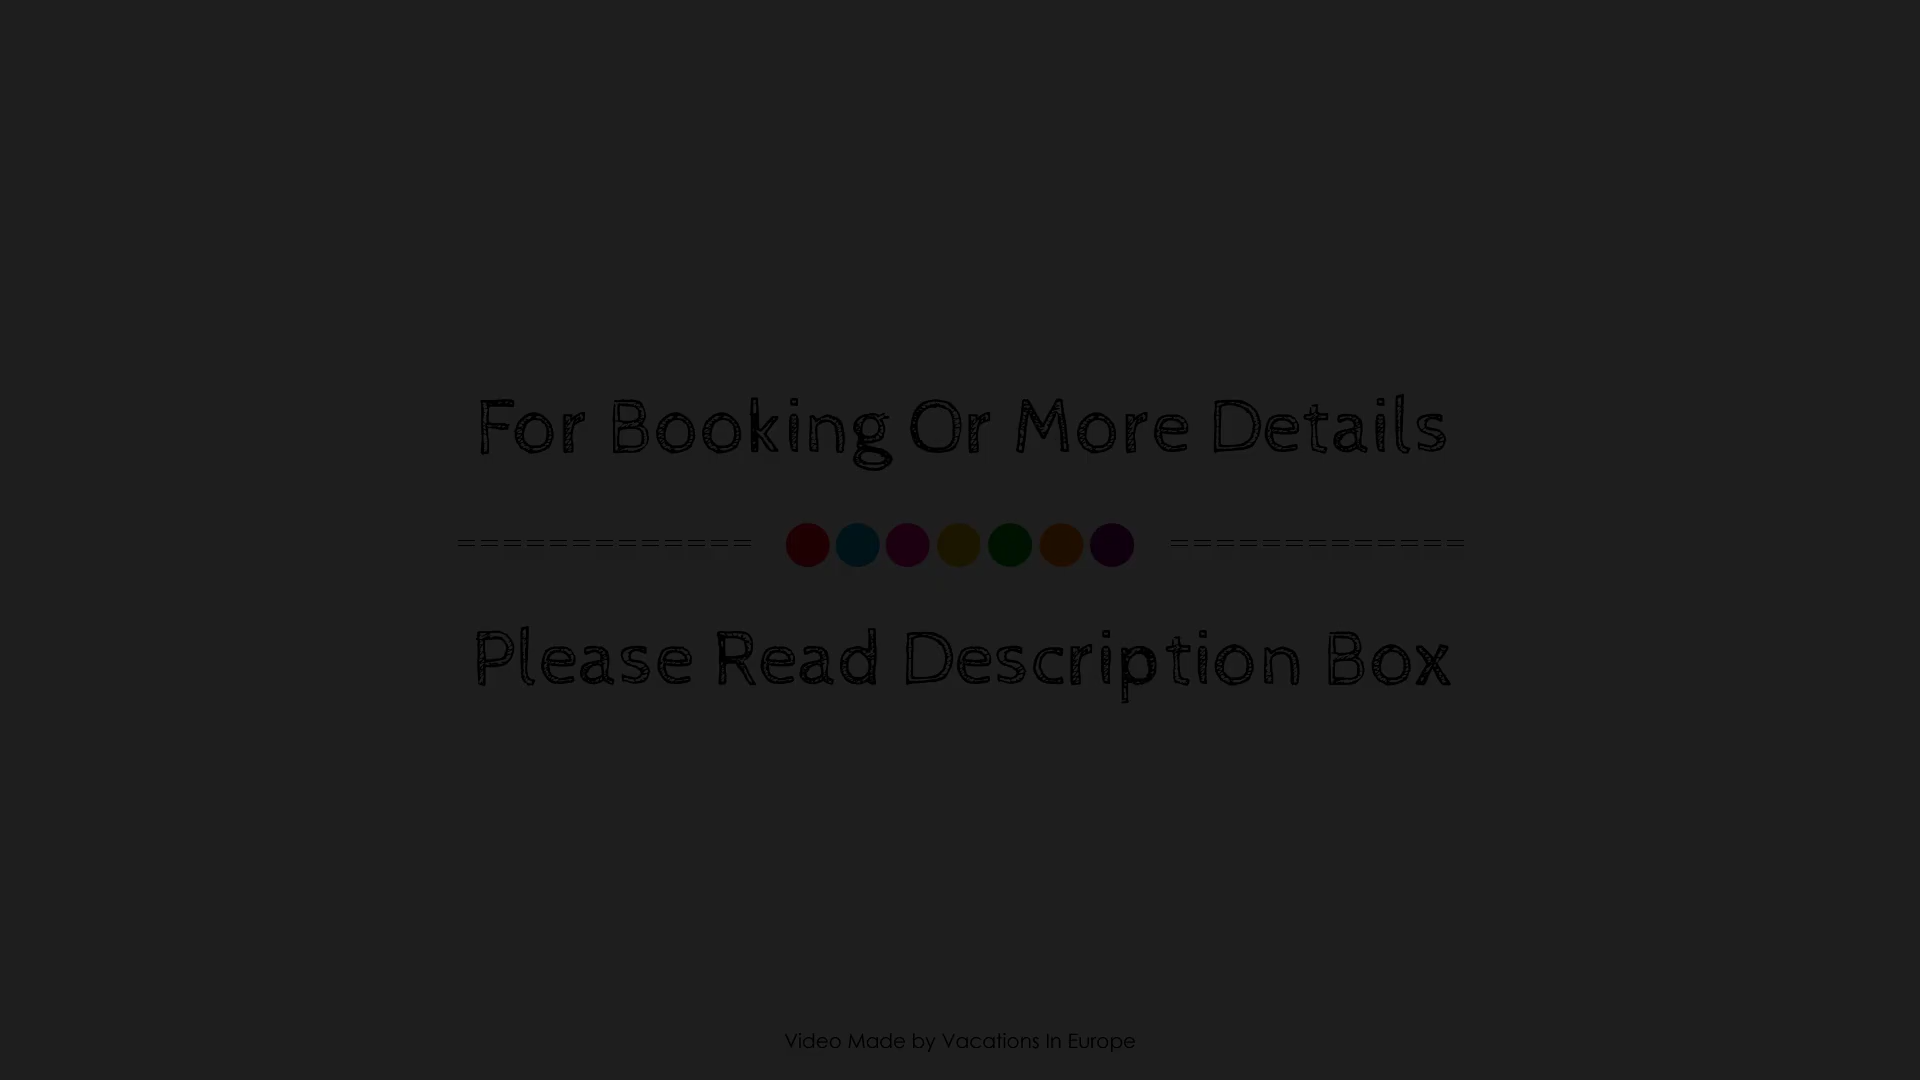 For Booking Or More Details
============= =============
Please Read Description Box
Video Made by Vacations In Europe